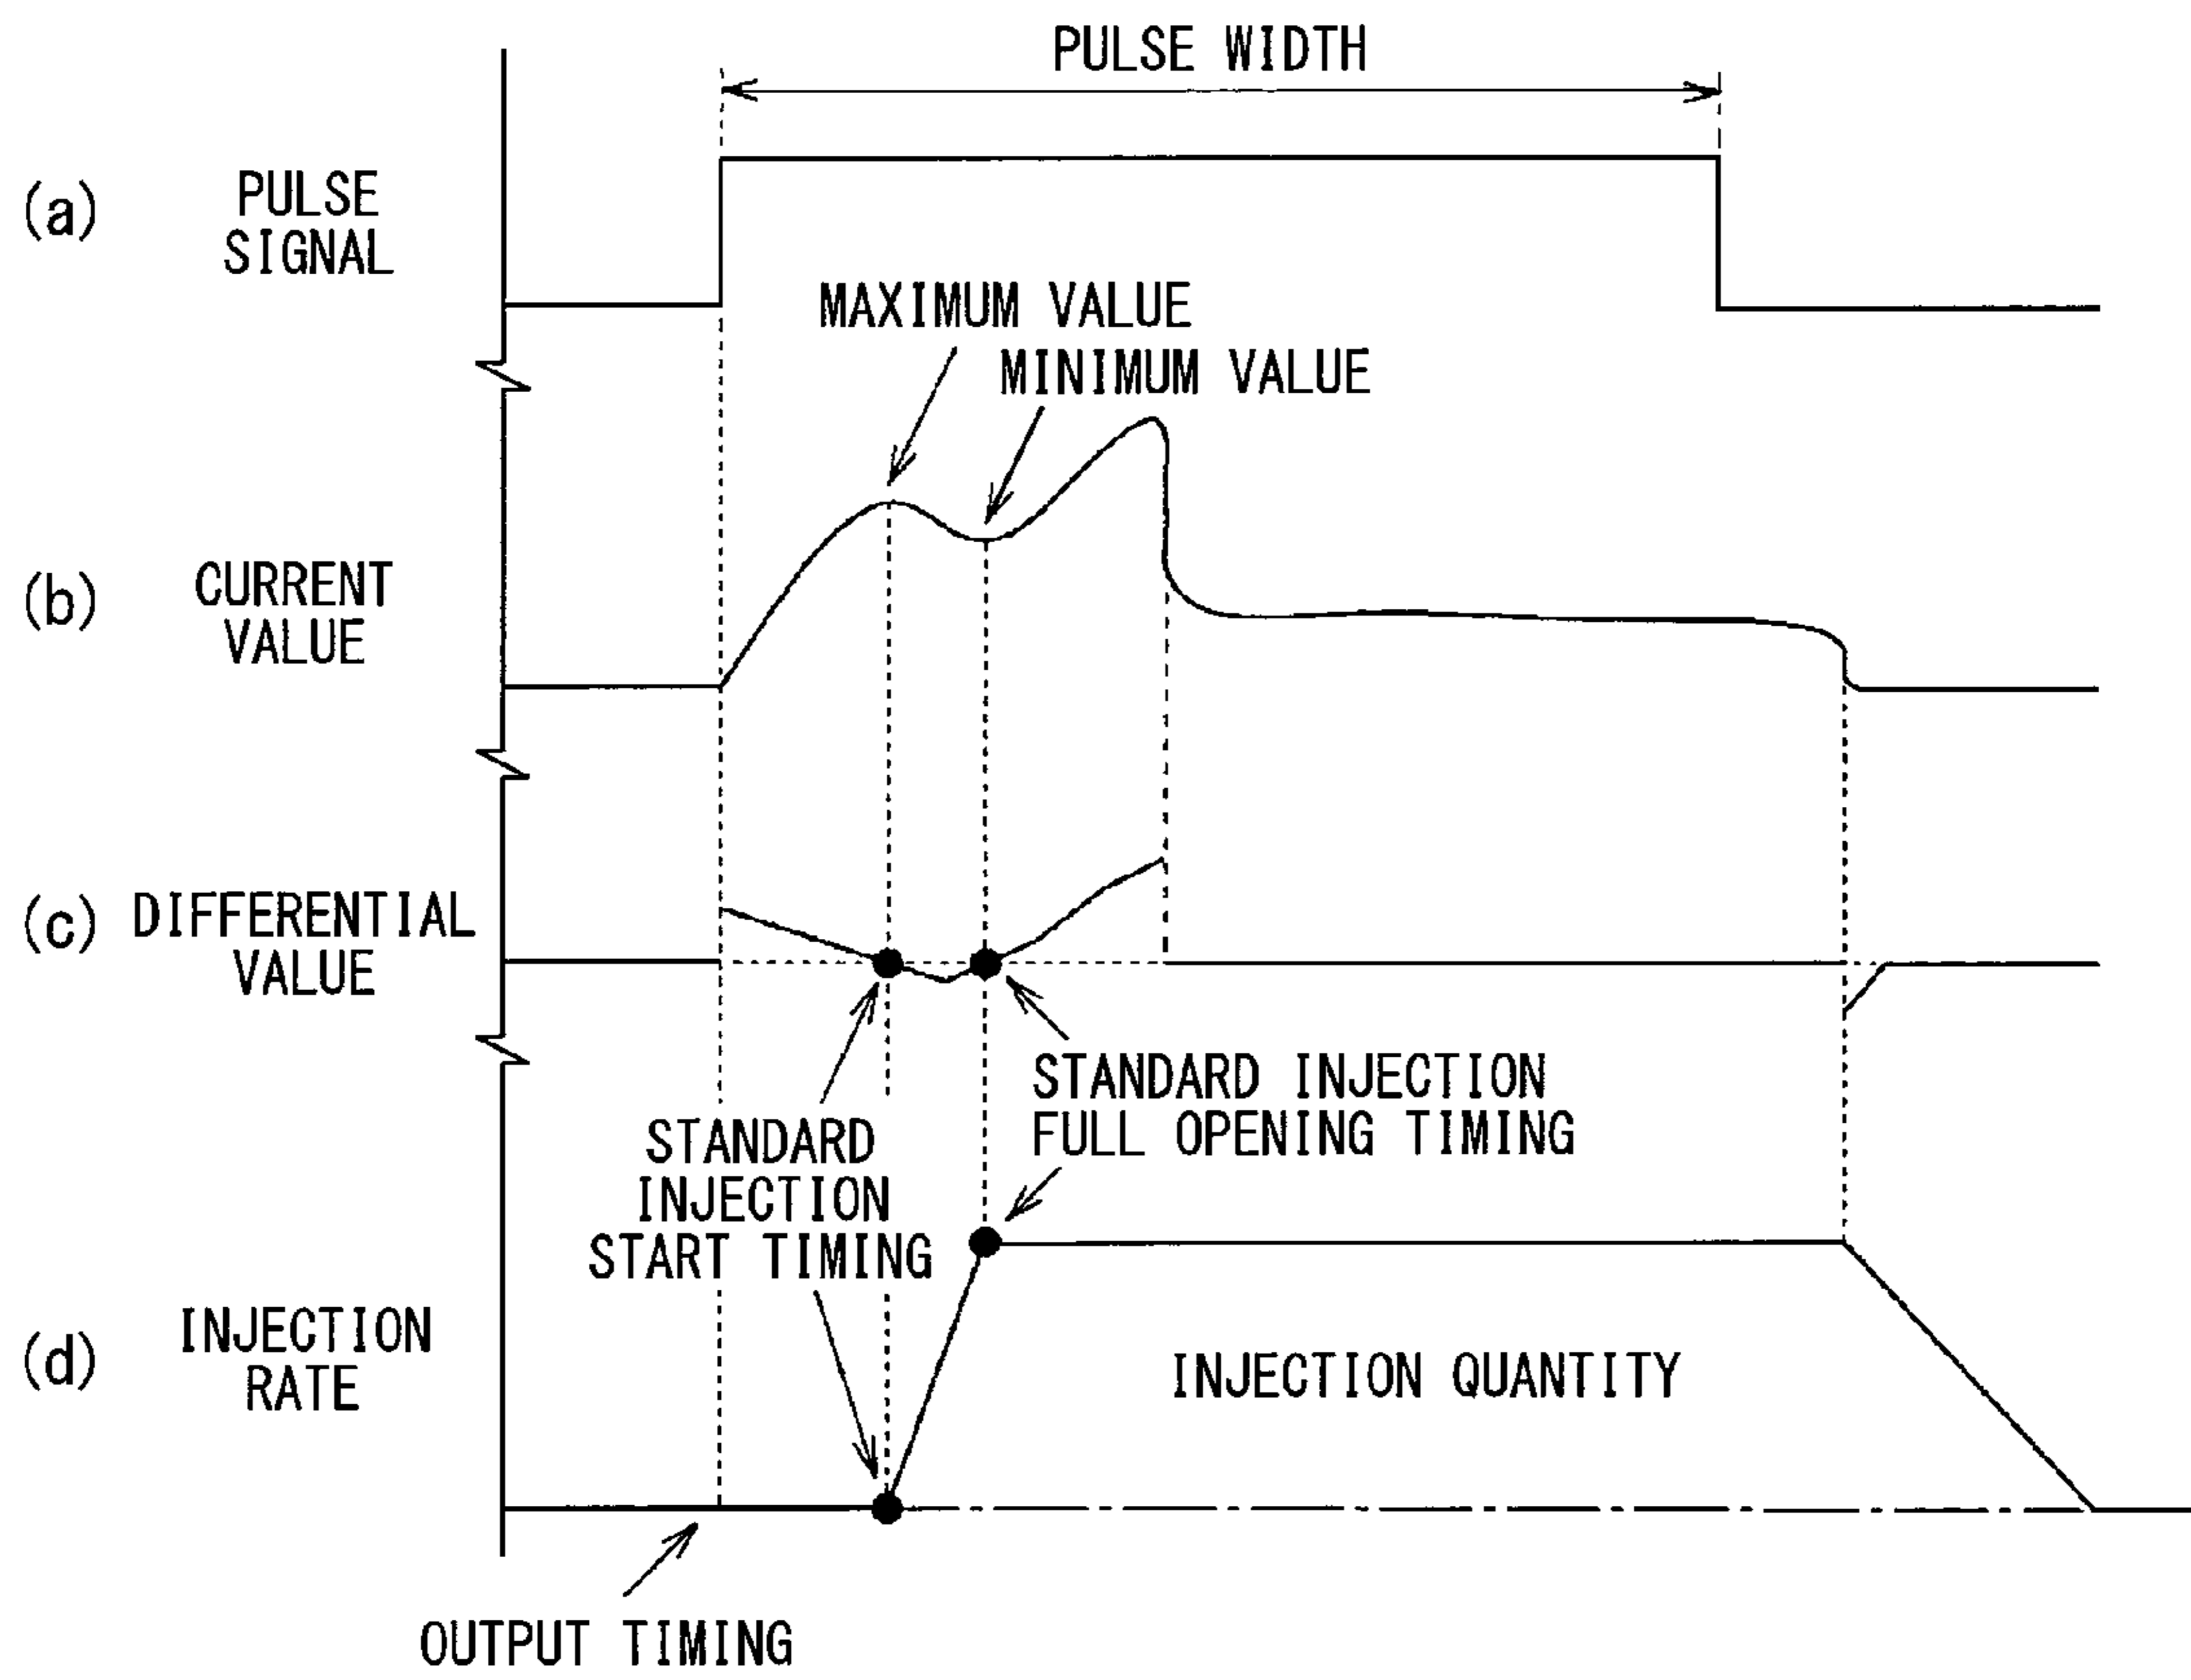 PULSE WIDTH
(a)
PULSE
SIGNAL
MAXIMUM VALUE
MINIMUM VALUE
(b)
CURRENT
VALUE
(c)
DIFFERENTIAL
VALUE
STANDARD
INJECTION
START TIMING
STANDARD INJECTION
FULL OPENING TIMING
(d)
INJECTION
RATE
INJECTION QUANTITY
OUTPUT TIMING